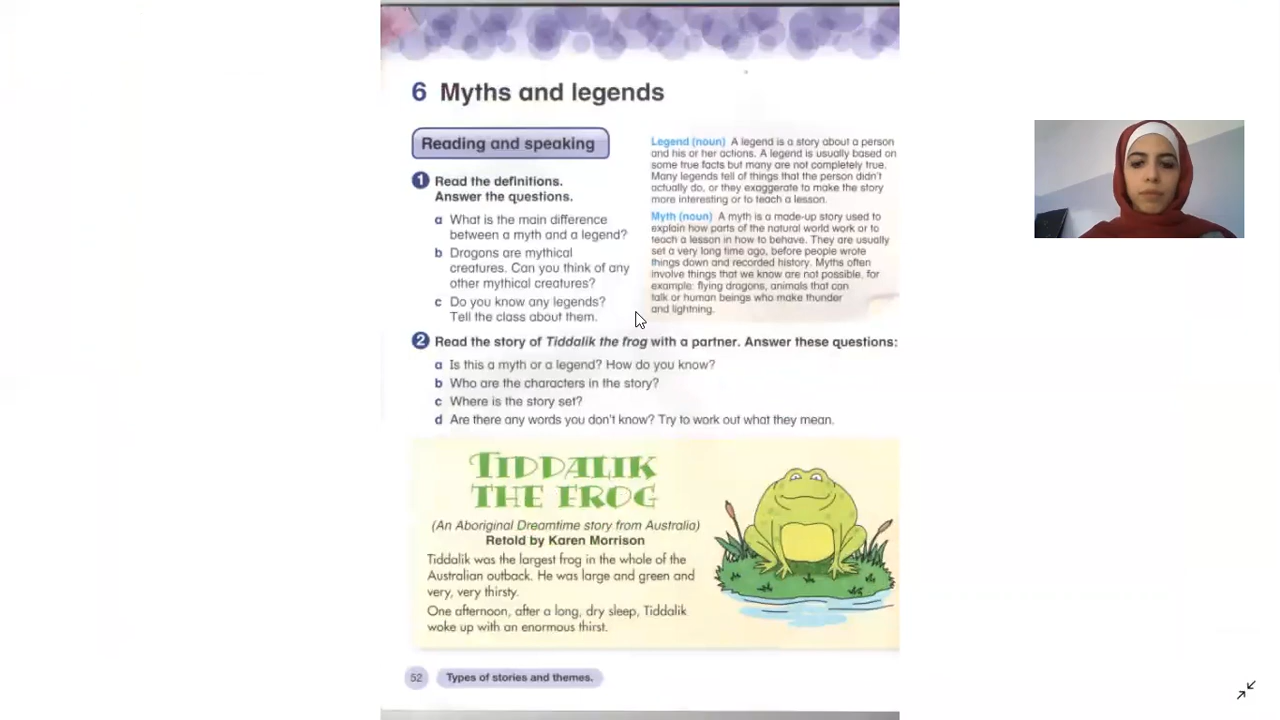 6 Myths and legends
Reading and speaking
1 Read the definitions.
Answer the questions.
a What is the main difference
between a myth and a legend?
b Dragons are mythical
creatures. Can you think of any
other mythical creatures?
c Do you know any legends?
Tell the class about them.
Legend (noun) A legend is a story about a person
and his or her actions. A legend is usually based on
some true facts but many are not completely true.
Many legends tell of things that the person didn't
actually do, or they exaggerate to make the story
more interesting or to teach a lesson.
Myth (noun) A myth is a made-up story used to
explain how parts of the natural world work or to
teach a lesson in how to behave. They are usually
set a very long time ago, before people wrote
things down and recorded history. Myths often
involve things that we know are not possible, for
example: flying dragons, animals that can
talk or human beings who make thunder
and lightning.
2 Read the story of Tiddalik the frog with a partner. Answer these questions:
a Is this a myth or a legend? How do you know?
b Who are the characters in the story?
c Where is the story set?
d Are there any words you don't know? Try to work out what they mean.
TIDDALIK
THE FROG
(An Aboriginal Dreamtime story from Australia)
Retold by Karen Morrison
Tiddalik was the largest frog in the whole of the
Australian outback. He was large and green and
very, very thirsty.
One afternoon, after a long, dry sleep, Tiddalik
woke up with an enormous thirst.
52 Types of stories and themes.